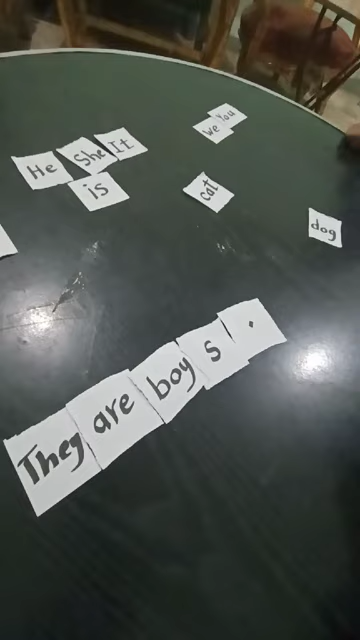 we You
He She It
is
cat
dog
They are boy s .